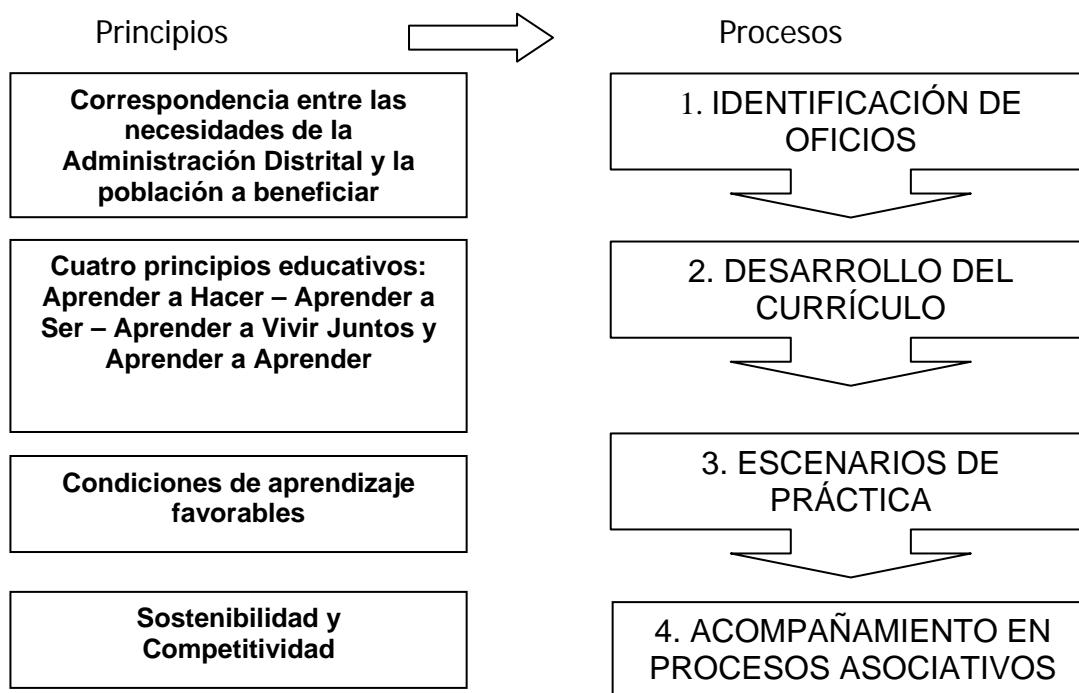 Principios
Procesos
Correspondencia entre las
necesidades de la
Administración Distrital y la
población a beneficiar
1. IDENTIFICACIÓN DE
OFICIOS
Cuatro principios educativos:
Aprender a Hacer – Aprender a
Ser – Aprender a Vivir Juntos y
Aprender a Aprender
2. DESARROLLO DEL
CURRÍCULO
Condiciones de aprendizaje
favorables
3. ESCENARIOS DE
PRÁCTICA
Sostenibilidad y
Competitividad
4. ACOMPAÑAMIENTO EN
PROCESOS ASOCIATIVOS